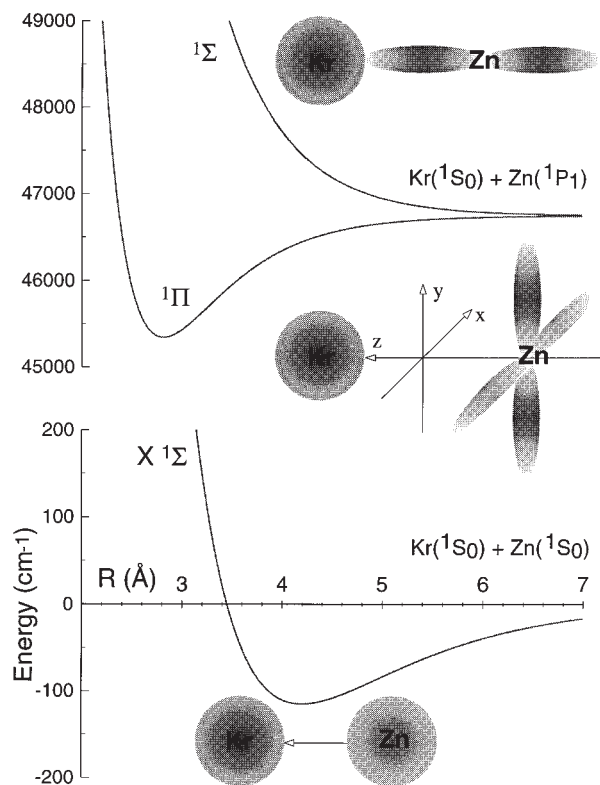 49000
¹Σ
Kr
Zn
48000
Kr(¹S₀) + Zn(¹P₁)
47000
46000
¹Π
y
x
z
Kr
Zn
45000
200
X ¹Σ
100
Kr(¹S₀) + Zn(¹S₀)
R (Å)
3
4
5
6
7
0
Energy (cm-1)
-100
Kr
Zn
-200